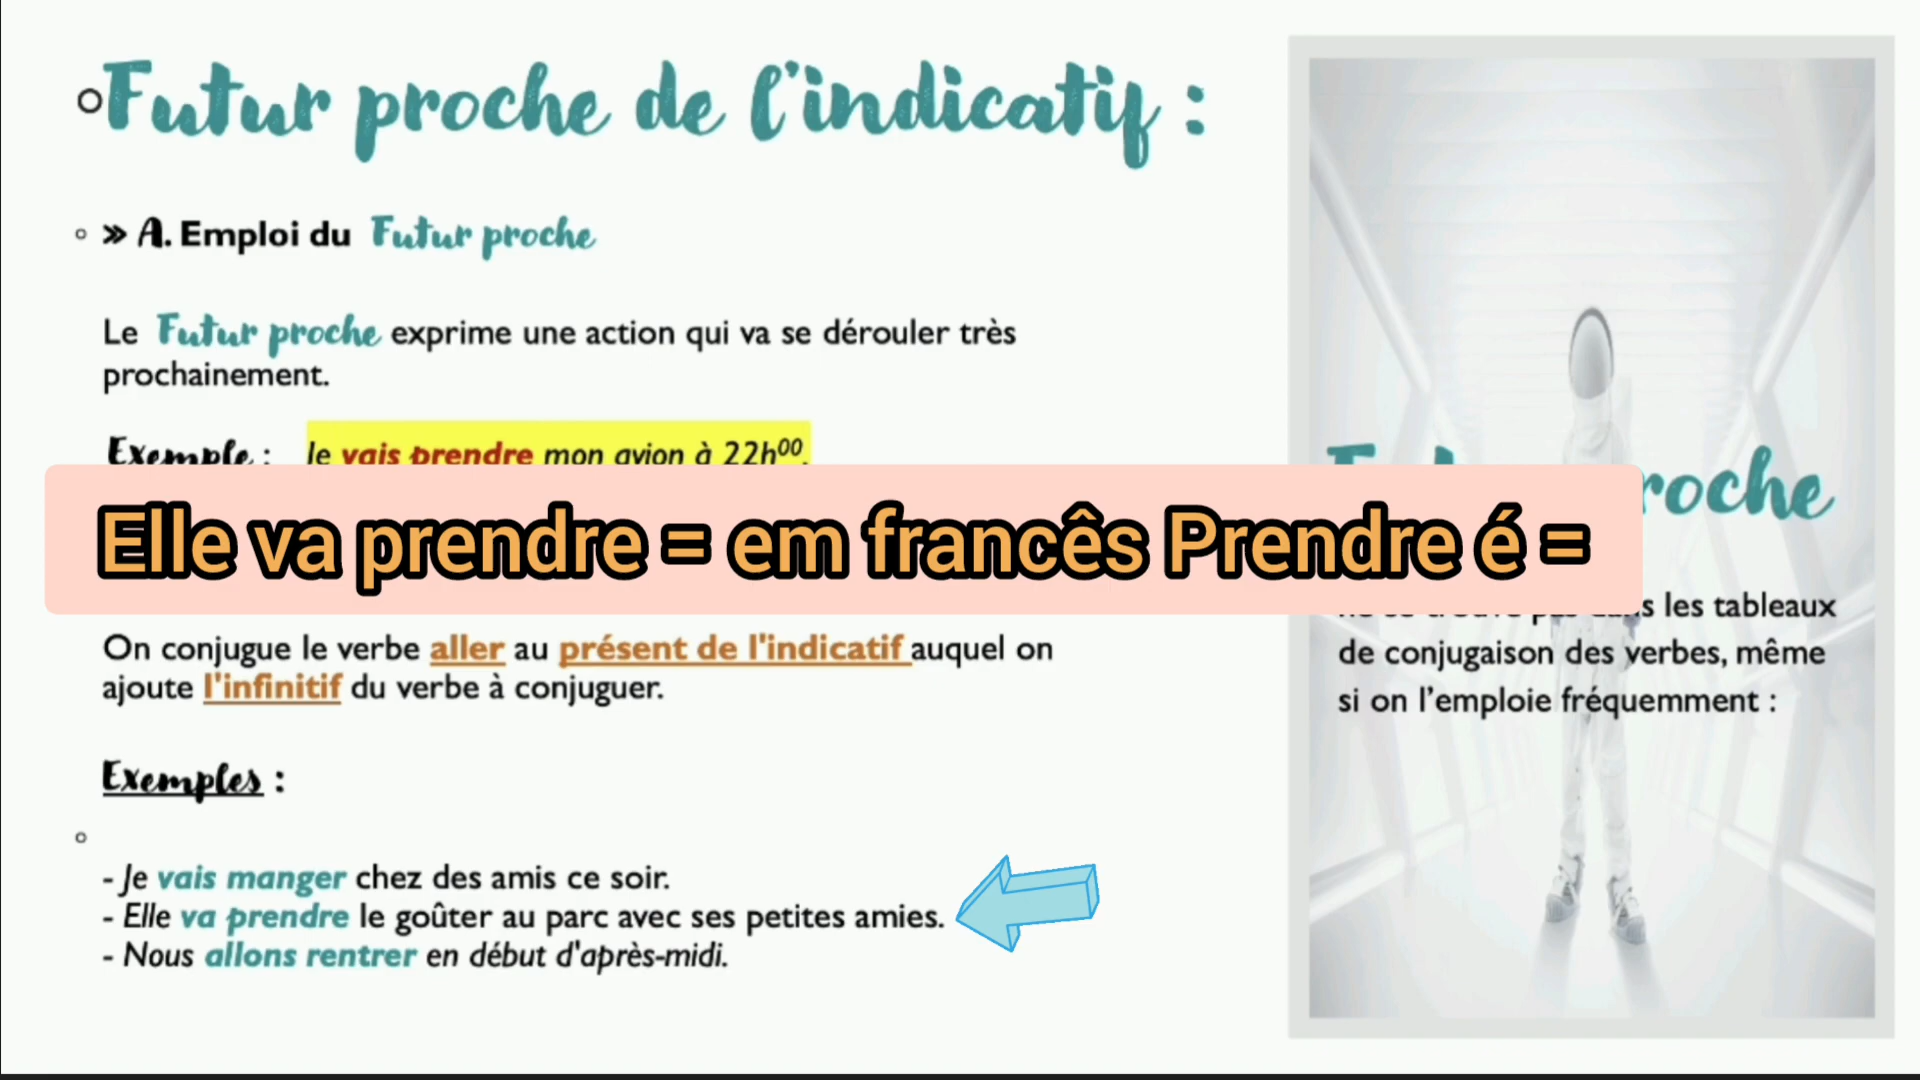 Futur proche de l'indicatif :
» A. Emploi du Futur proche
Le Futur proche exprime une action qui va se dérouler très
prochainement.
Exemple : Je vais prendre mon avion à 22h00.
roche
Elle va prendre = em francês Prendre é =
les tableaux
de conjugaison des verbes, même
si on l’emploie fréquemment :
On conjugue le verbe aller au présent de l'indicatif auquel on
ajoute l'infinitif du verbe à conjuguer.
Exemples :
- Je vais manger chez des amis ce soir.
- Elle va prendre le goûter au parc avec ses petites amies.
- Nous allons rentrer en début d'après-midi.